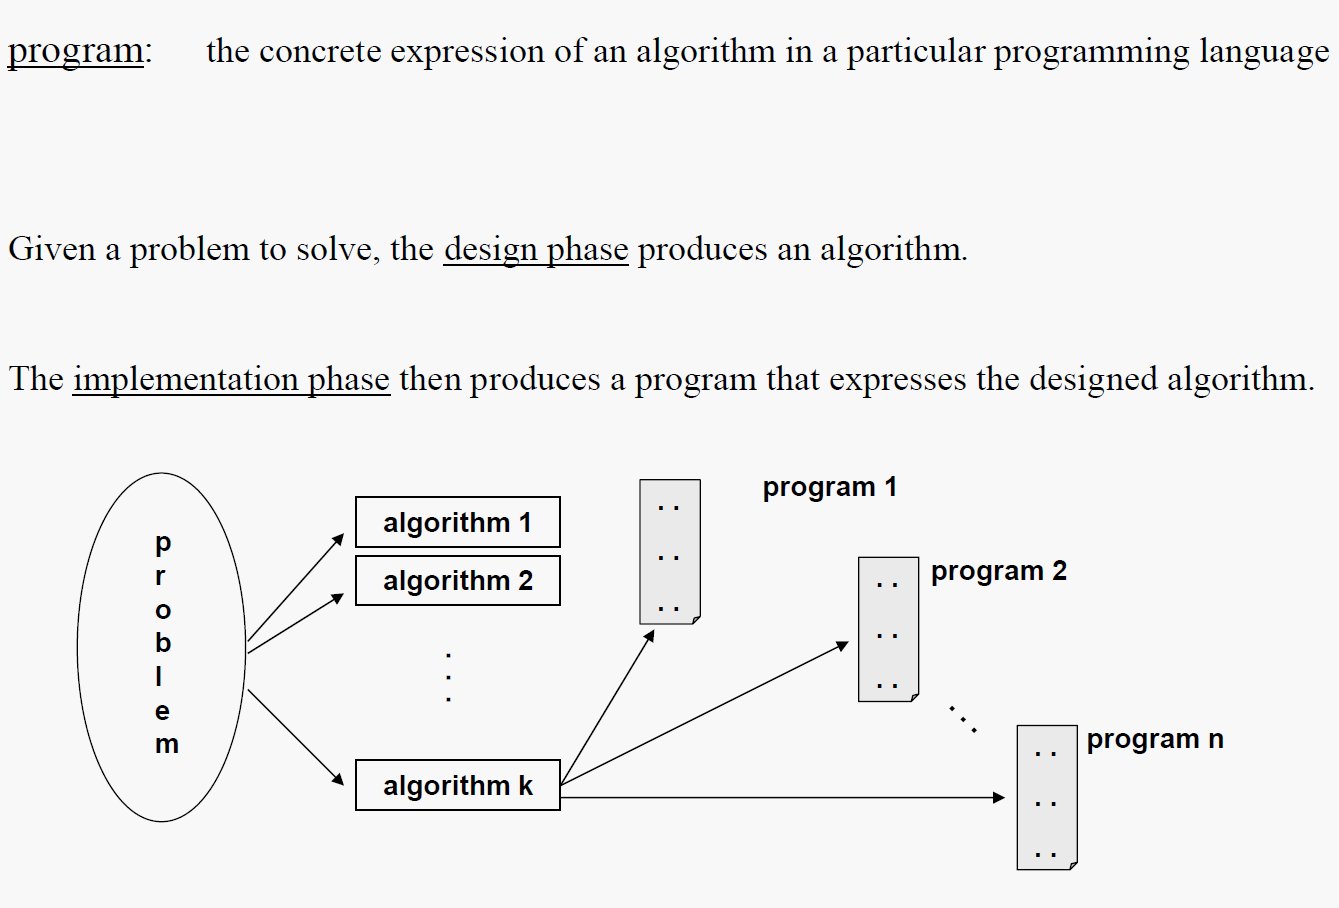 program: the concrete expression of an algorithm in a particular programming language
Given a problem to solve, the design phase produces an algorithm.
The implementation phase then produces a program that expresses the designed algorithm.
problem
algorithm 1
algorithm 2
algorithm k
program 1
program 2
program n